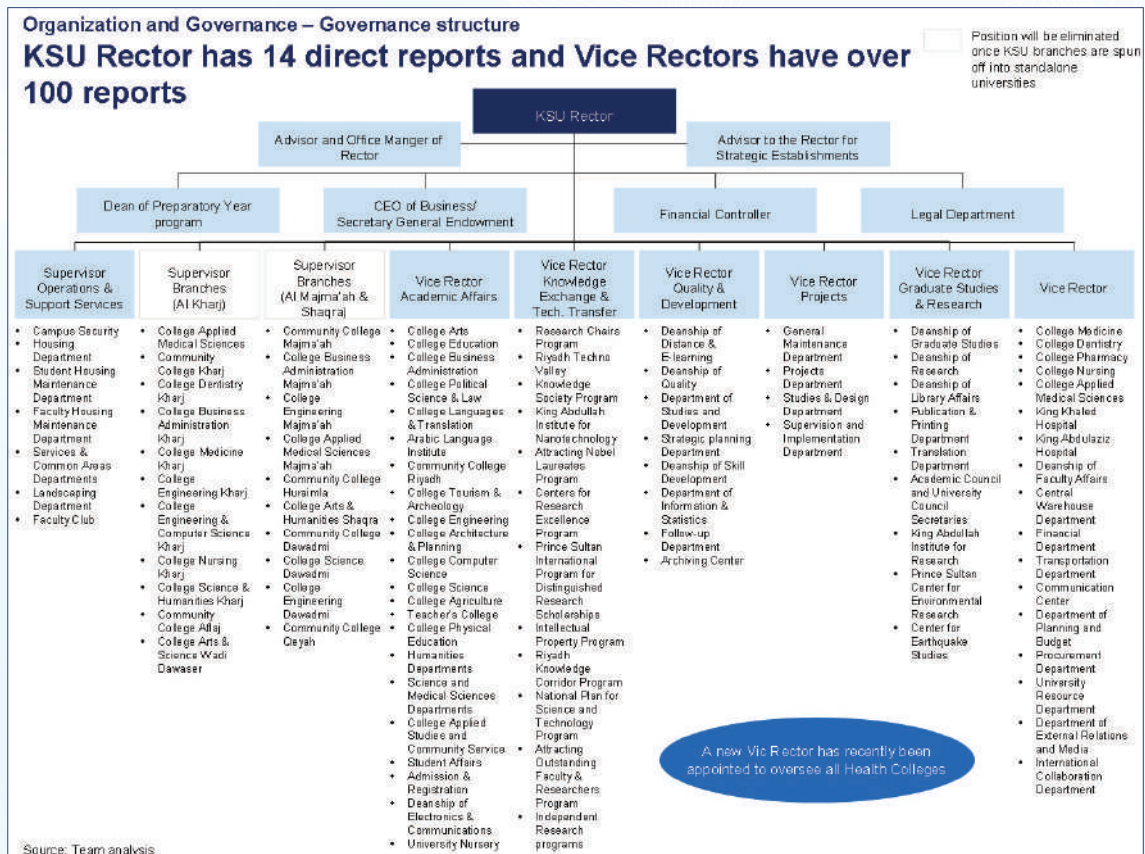 Organization and Governance – Governance structure
KSU Rector has 14 direct reports and Vice Rectors have over
100 reports
Position will be eliminated
once KSU branches are spun
off into standalone
universities
KSU Rector
Advisor and Office Manger of
Rector
Advisor to the Rector for
Strategic Establishments
Dean of Preparatory Year
program
CEO of Business/
Secretary General Endowment
Financial Controller
Legal Department
Supervisor
Operations &
Support Services
• Campus Security
• Housing
Department
• Student Housing
Maintenance
Department
• Faculty Housing
Maintenance
Department
• Services &
Common Areas
Departments
• Landscaping
Department
• Faculty Club
Supervisor
Branches
(Al Kharj)
• College Applied
Medical Sciences
• Community
College Kharj
• College Dentistry
Kharj
• College Business
Administration
Kharj
• College Medicine
Kharj
• College
Engineering Kharj
• College
Engineering &
Computer Science
Kharj
• College Nursing
Kharj
• College Science &
Humanities Kharj
• Community
College Aflaj
• College Arts &
Science Wadi
Dawaser
Supervisor
Branches
(Al Majma'ah &
Shaqra)
• Community College
Majma'ah
• College Business
Administration
Majma'ah
• College
Engineering
Majma'ah
• College Applied
Medical Sciences
Majma'ah
• Community College
Huraimla
• College Arts &
Humanities Shaqra
• Community College
Dawadmi
• College Science
Dawadmi
• College
Engineering
Dawadmi
• Community College
Qeyah
Vice Rector
Academic Affairs
• College Arts
• College Education
• College Business
Administration
• College Political
Science & Law
• College Languages
& Translation
• Arabic Language
Institute
• Community College
Riyadh
• College Tourism &
Archeology
• College Engineering
• College Architecture
& Planning
• College Computer
Science
• College Science
• College Agriculture
• Teacher's College
• College Physical
Education
• Humanities
Departments
• Science and
Medical Sciences
Departments
• College Applied
Studies and
Community Service
• Student Affairs
• Admission &
Registration
• Deanship of
Electronics &
Communications
• University Nursery
Vice Rector
Knowledge
Exchange &
Tech. Transfer
• Research Chairs
Program
• Riyadh Techno
Valley
• Knowledge
Society Program
• King Abdullah
Institute for
Nanotechnology
• Attracting Nobel
Laureates
Program
• Centers for
Research
Excellence
Program
• Prince Sultan
International
Program for
Distinguished
Research
Scholarships
• Intellectual
Property Program
• Riyadh
Knowledge
Corridor Program
• National Plan for
Science and
Technology
Program
• Attracting
Outstanding
Faculty &
Researchers
Program
• Independent
Research
programs
Vice Rector
Quality &
Development
• Deanship of
Distance &
E-learning
• Deanship of
Quality
• Department of
Studies and
Development
• Strategic planning
Department
• Deanship of Skill
Development
• Department of
Information &
Statistics
• Follow-up
Department
• Archiving Center
Vice Rector
Projects
• General
Maintenance
Department
• Projects
Department
• Studies & Design
Department
• Supervision and
Implementation
Department
Vice Rector
Graduate Studies
& Research
• Deanship of
Graduate Studies
• Deanship of
Research
• Deanship of
Library Affairs
• Publication &
Printing
Department
• Translation
Department
• Academic Council
and University
Council
Secretaries
• King Abdullah
Institute for
Research
• Prince Sultan
Center for
Environmental
Research
• Center for
Earthquake
Studies
Vice Rector
• College Medicine
• College Dentistry
• College Pharmacy
• College Nursing
• College Applied
Medical Sciences
• King Khaled
Hospital
• King Abdulaziz
Hospital
• Deanship of
Faculty Affairs
• Central
Warehouse
Department
• Financial
Department
• Transportation
Department
• Communication
Center
• Department of
Planning and
Budget
• Procurement
Department
• University
Resource
Department
• Department of
External Relations
and Media
• International
Collaboration
Department
A new Vic Rector has recently been
appointed to oversee all Health Colleges
Source: Team analysis